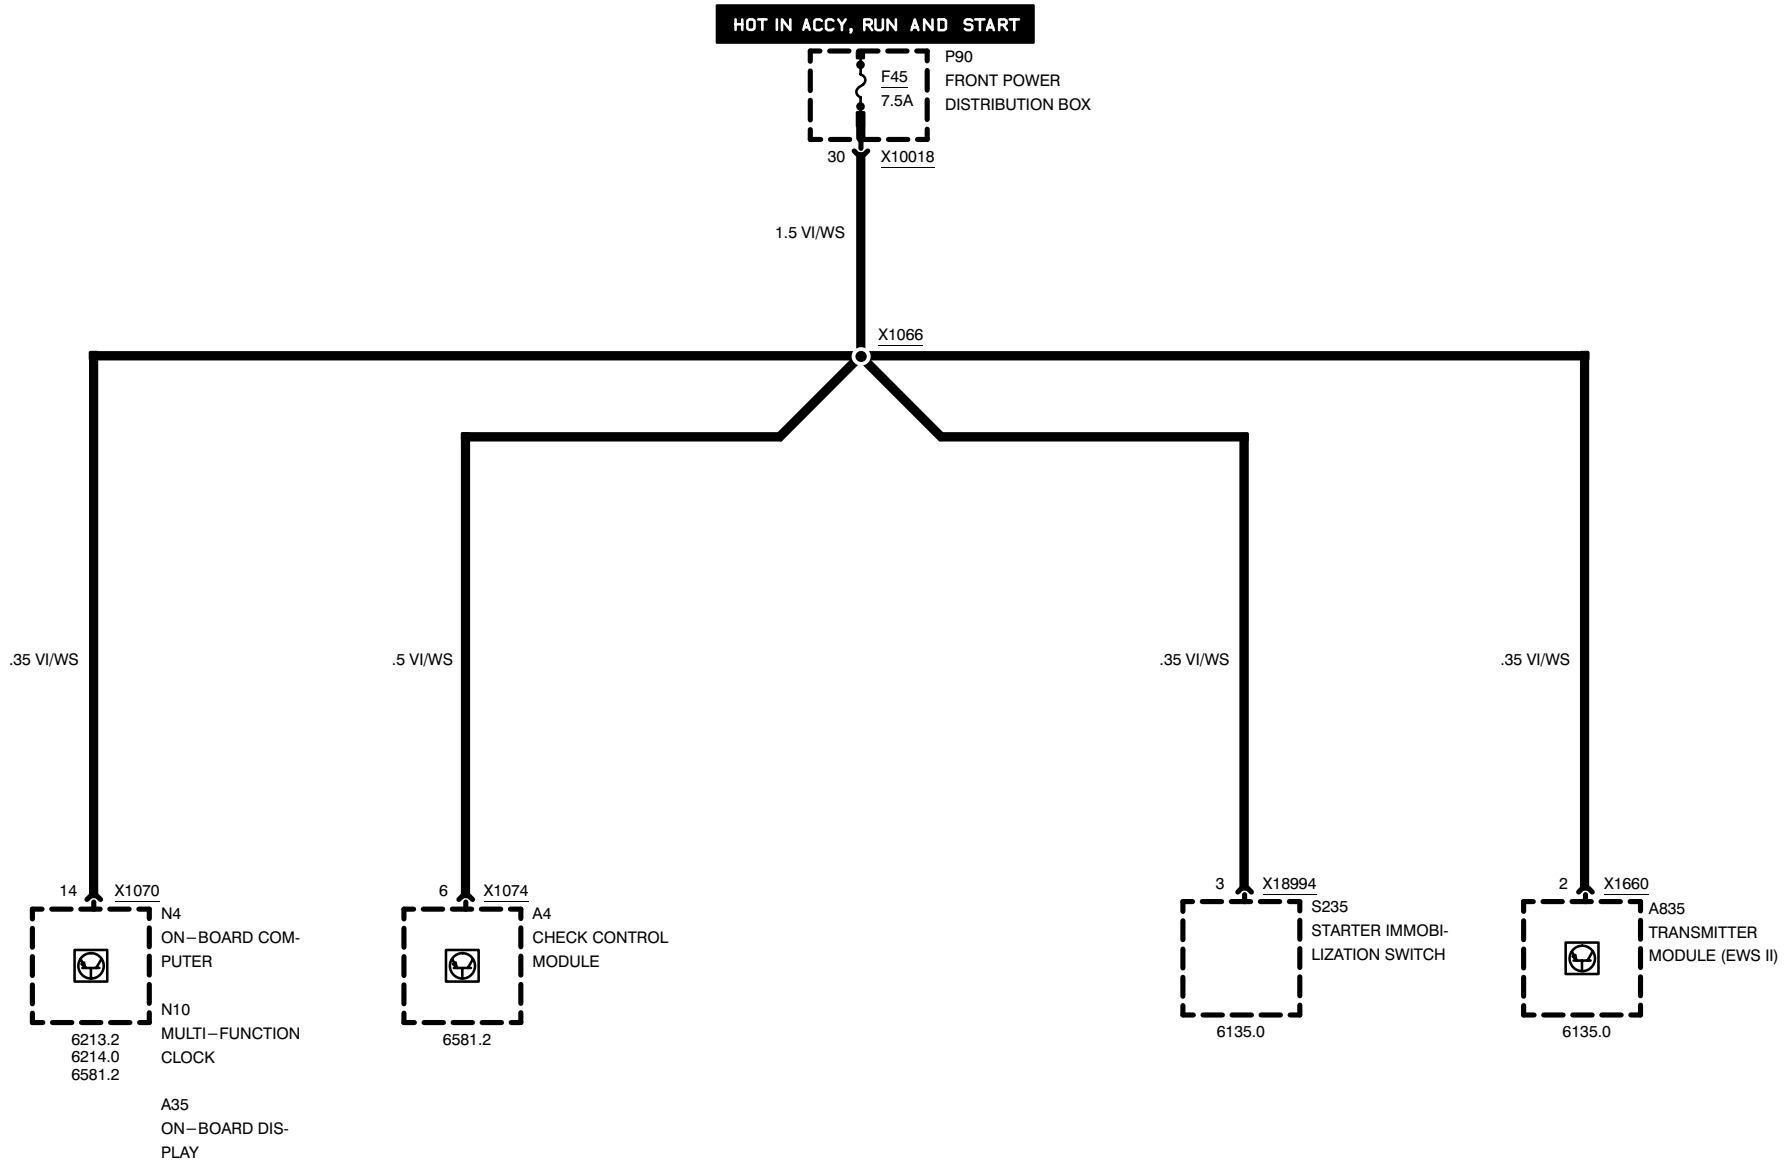 HOT IN ACCY, RUN AND START
P90
FRONT POWER
DISTRIBUTION BOX
F45
7.5A
30
X10018
1.5 VI/WS
X1066
.35 VI/WS
.5 VI/WS
.35 VI/WS
.35 VI/WS
14
X1070
N4
ON–BOARD COM-
PUTER
N10
MULTI–FUNCTION
CLOCK
A35
ON–BOARD DIS-
PLAY
6213.2
6214.0
6581.2
6
X1074
A4
CHECK CONTROL
MODULE
6581.2
3
X18994
S235
STARTER IMMOBI-
LIZATION SWITCH
6135.0
2
X1660
A835
TRANSMITTER
MODULE (EWS II)
6135.0